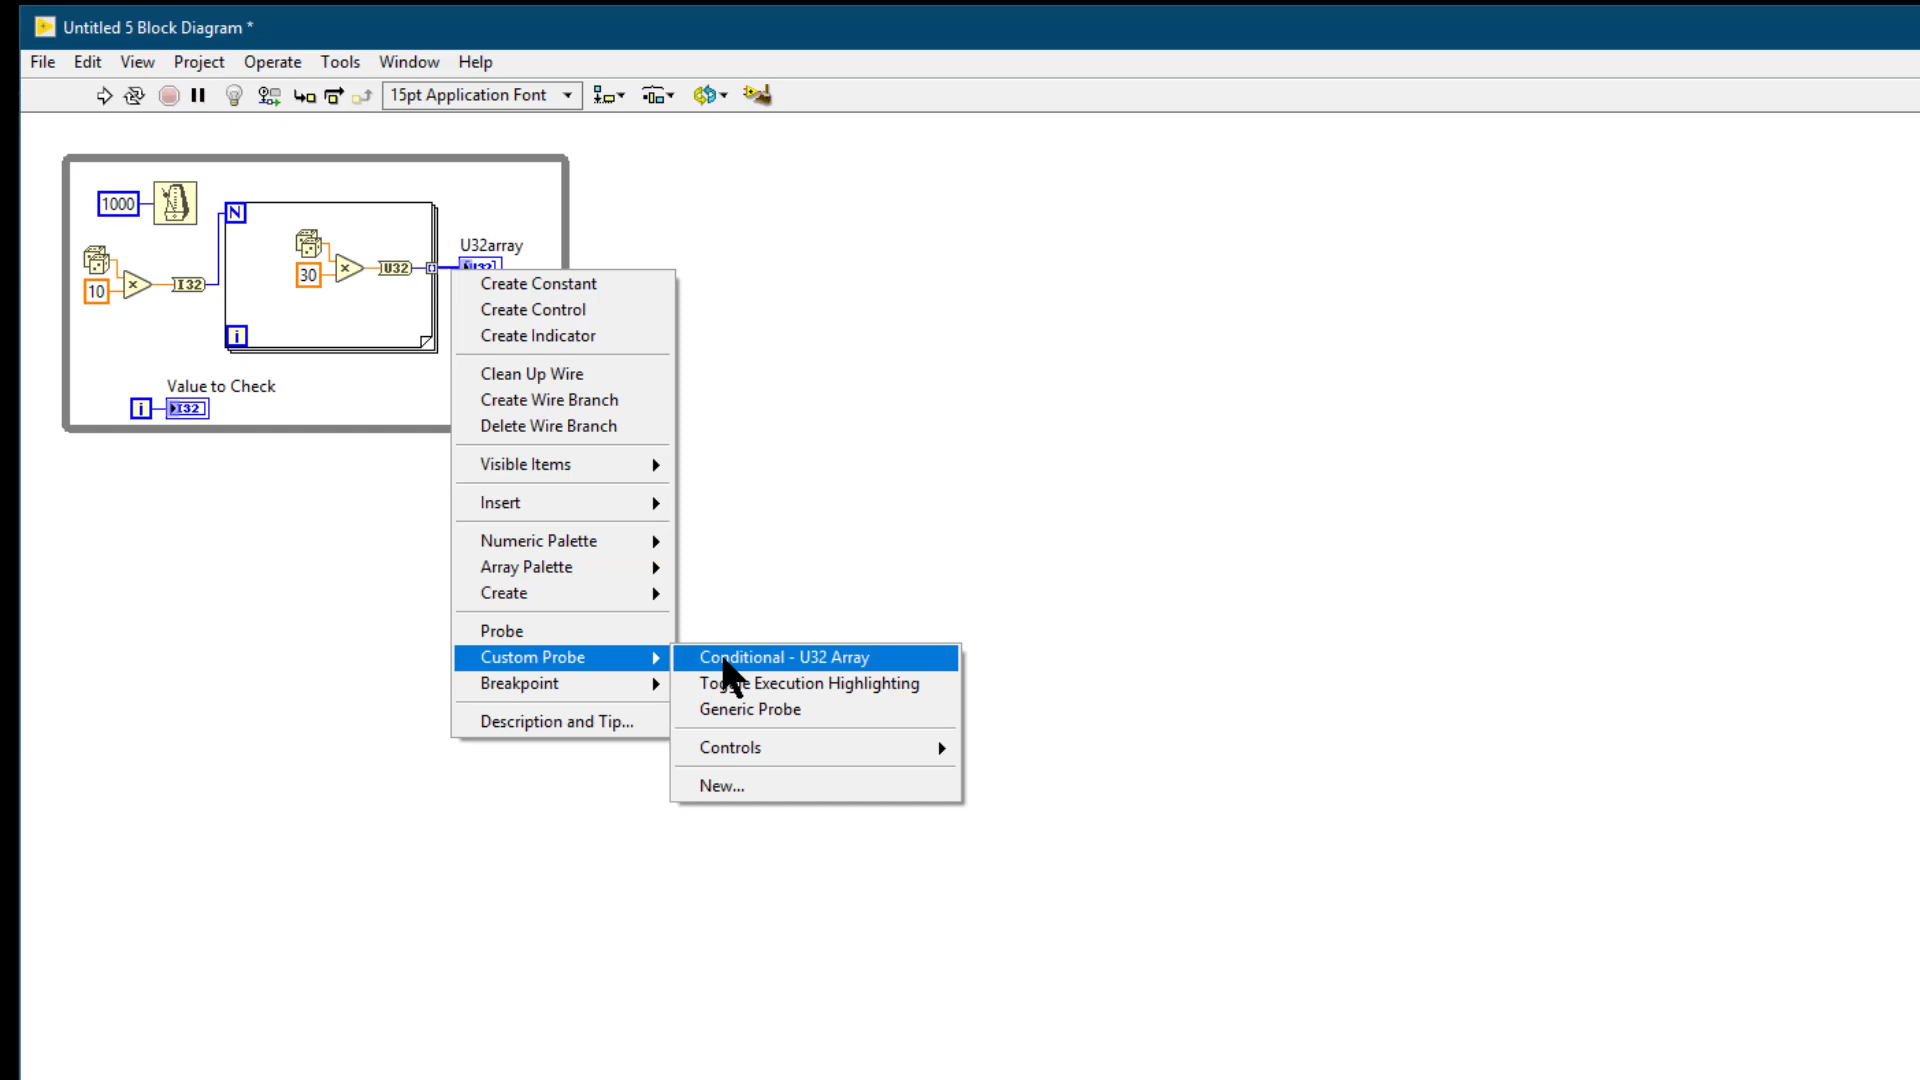 Untitled 5 Block Diagram *
File Edit View Project Operate Tools Window Help
15pt Application Font
1000
N
U32array
30
U32
U32]
10
I32
i
Value to Check
i
I32
Create Constant
Create Control
Create Indicator
Clean Up Wire
Create Wire Branch
Delete Wire Branch
Visible Items
Insert
Numeric Palette
Array Palette
Create
Probe
Custom Probe
Breakpoint
Description and Tip...
Conditional - U32 Array
Toggle Execution Highlighting
Generic Probe
Controls
New...